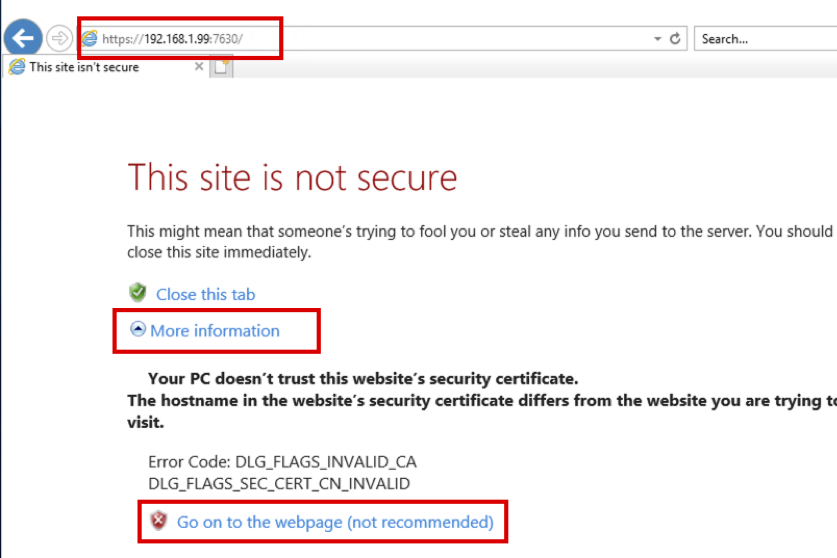 https://192.168.1.99:7630/
Search...
This site isn't secure
This site is not secure
This might mean that someone's trying to fool you or steal any info you send to the server. You should
close this site immediately.
Close this tab
More information
Your PC doesn't trust this website's security certificate.
The hostname in the website's security certificate differs from the website you are trying to
visit.
Error Code: DLG_FLAGS_INVALID_CA
DLG_FLAGS_SEC_CERT_CN_INVALID
Go on to the webpage (not recommended)